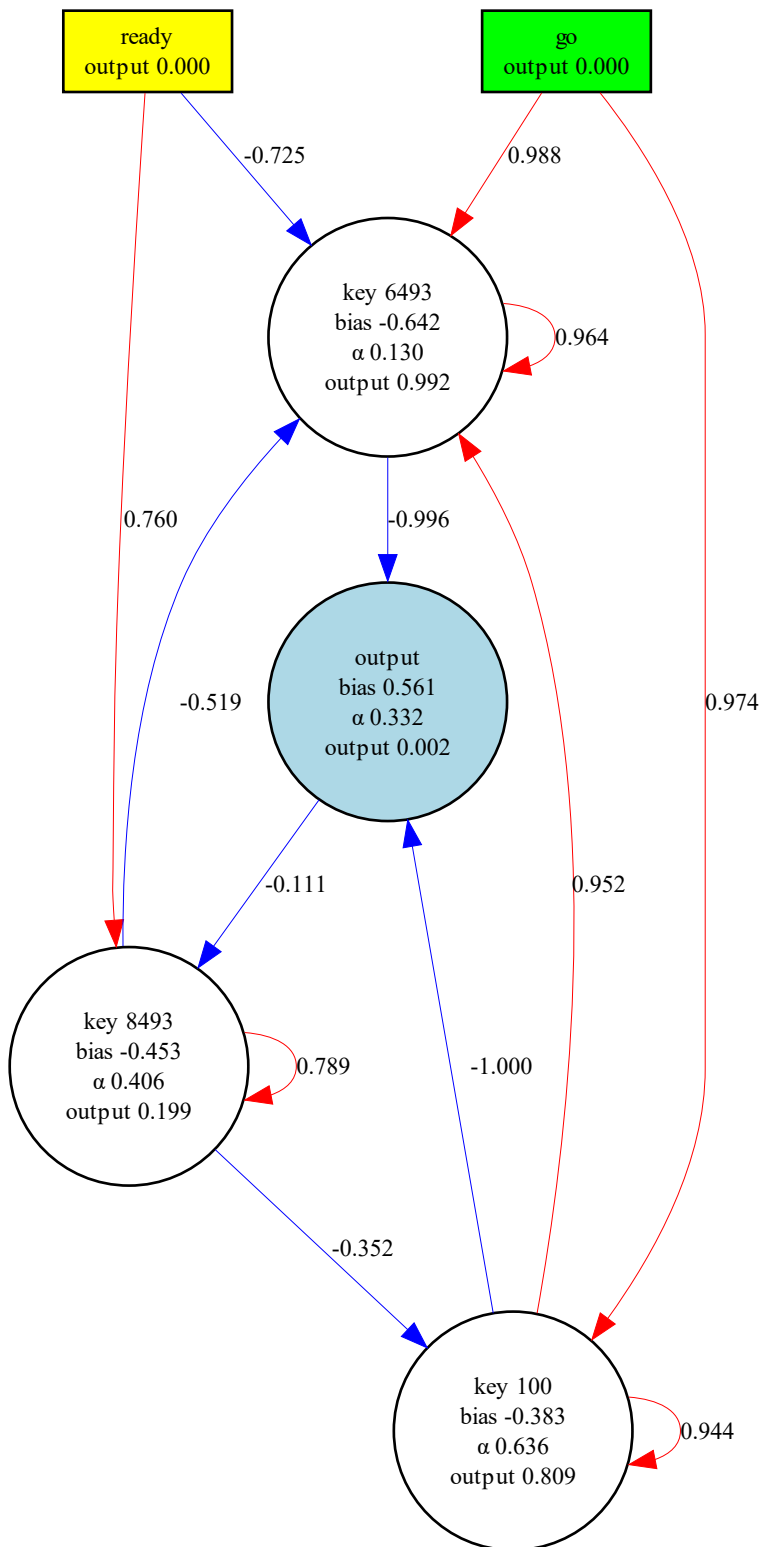 ready
output 0.000
go
output 0.000
-0.725
0.988
key 6493
bias -0.642
α 0.130
output 0.992
0.964
0.760
-0.996
output
bias 0.561
α 0.332
output 0.002
-0.519
0.974
-0.111
0.952
key 8493
bias -0.453
α 0.406
output 0.199
0.789
-1.000
-0.352
key 100
bias -0.383
α 0.636
output 0.809
0.944